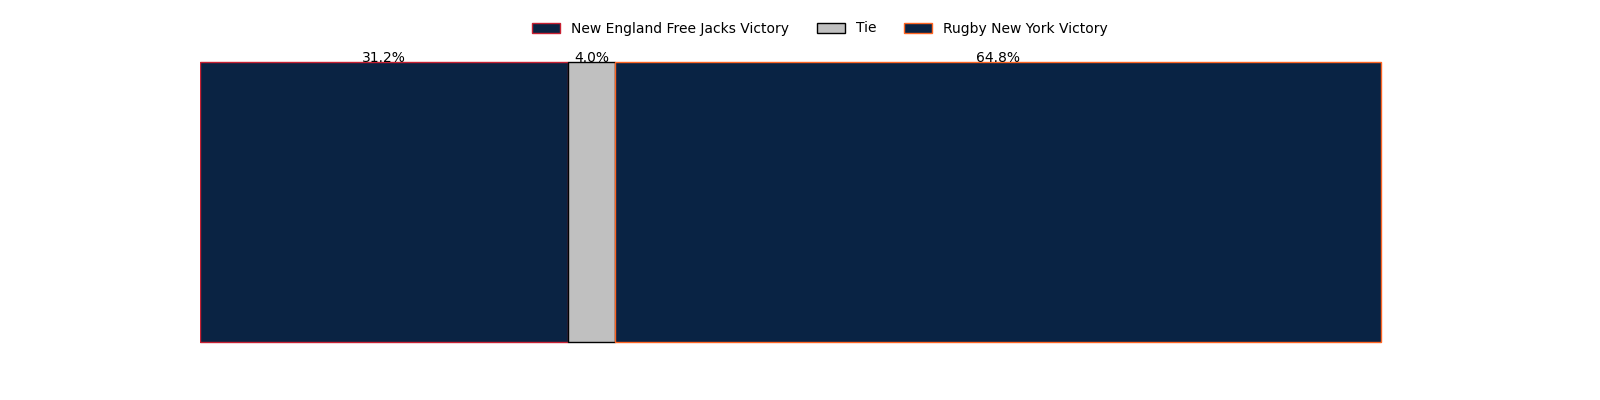 New England Free Jacks Victory Tie Rugby New York Victory
31.2% 4.0% 64.8%